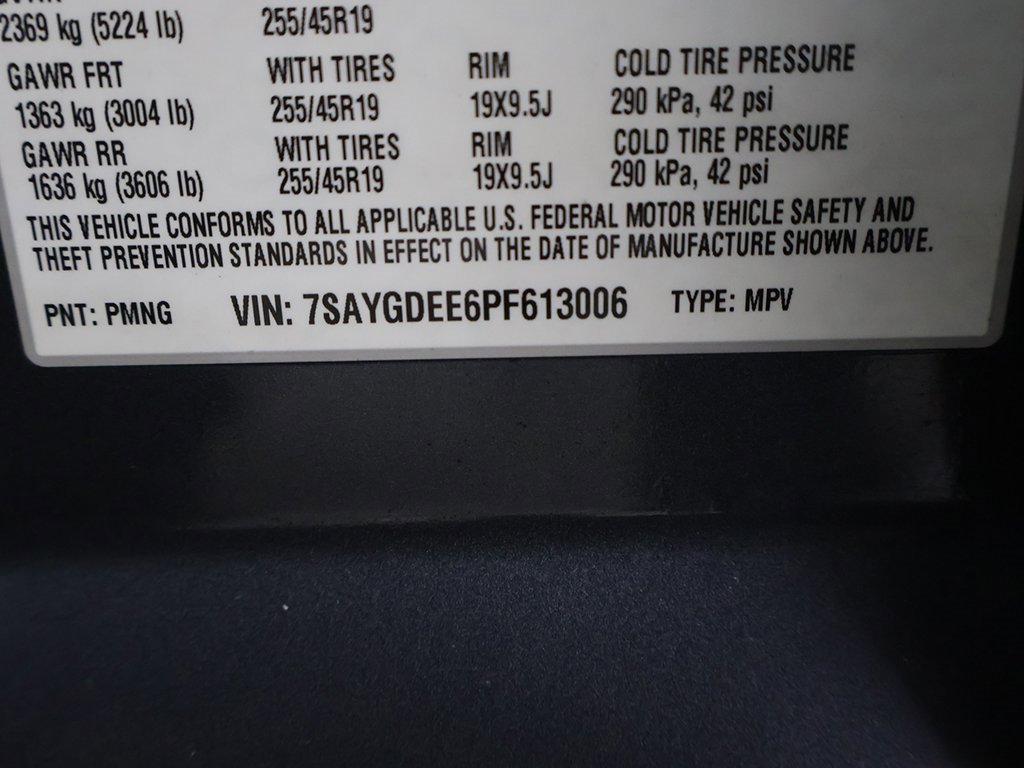 2369 kg (5224 lb) 255/45R19
GAWR FRT WITH TIRES RIM COLD TIRE PRESSURE
1363 kg (3004 lb) 255/45R19 19X9.5J 290 kPa, 42 psi
GAWR RR WITH TIRES RIM COLD TIRE PRESSURE
1636 kg (3606 lb) 255/45R19 19X9.5J 290 kPa, 42 psi
THIS VEHICLE CONFORMS TO ALL APPLICABLE U.S. FEDERAL MOTOR VEHICLE SAFETY AND
THEFT PREVENTION STANDARDS IN EFFECT ON THE DATE OF MANUFACTURE SHOWN ABOVE.
PNT: PMNG VIN: 7SAYGDEE6PF613006 TYPE: MPV